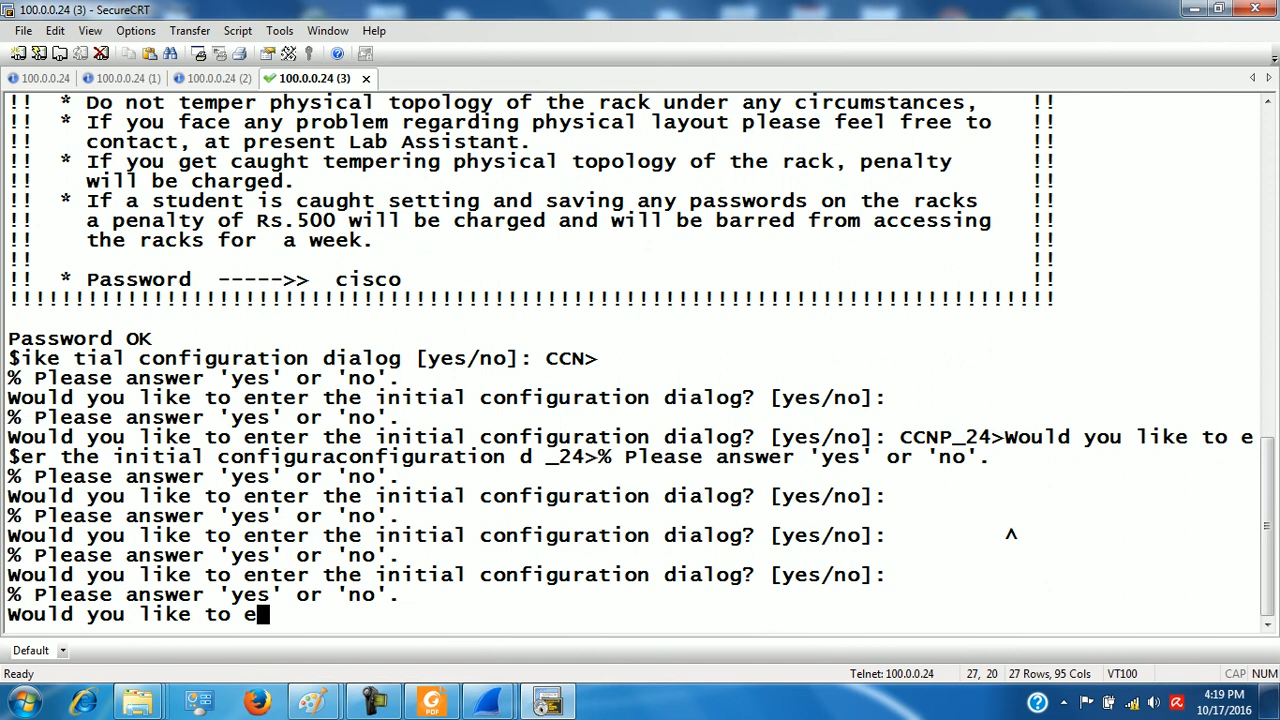 100.0.0.24 (3) - SecureCRT
File Edit View Options Transfer Script Tools Window Help
100.0.0.24 100.0.0.24 (1) 100.0.0.24 (2) 100.0.0.24 (3)
!! * Do not temper physical topology of the rack under any circumstances, !!
!! * If you face any problem regarding physical layout please feel free to !!
!! contact, at present Lab Assistant. !!
!! * If you get caught tempering physical topology of the rack, penalty !!
!! will be charged. !!
!! * If a student is caught setting and saving any passwords on the racks !!
!! a penalty of Rs.500 will be charged and will be barred from accessing !!
!! the racks for  a week. !!
!! !!
!! * Password ----->> cisco !!
!!!!!!!!!!!!!!!!!!!!!!!!!!!!!!!!!!!!!!!!!!!!!!!!!!!!!!!!!!!!!!!!!!!!!!!!!!!!!!!!
Password OK
$ike tial configuration dialog [yes/no]: CCN>
% Please answer 'yes' or 'no'.
Would you like to enter the initial configuration dialog? [yes/no]:
% Please answer 'yes' or 'no'.
Would you like to enter the initial configuration dialog? [yes/no]: CCNP_24>Would you like to e
$er the initial configuraconfiguration d _24>% Please answer 'yes' or 'no'.
% Please answer 'yes' or 'no'.
Would you like to enter the initial configuration dialog? [yes/no]:
% Please answer 'yes' or 'no'.
Would you like to enter the initial configuration dialog? [yes/no]: ^
% Please answer 'yes' or 'no'.
Would you like to enter the initial configuration dialog? [yes/no]:
% Please answer 'yes' or 'no'.
Would you like to e
Default
Ready Telnet: 100.0.0.24 27, 20 27 Rows, 95 Cols VT100 CAP NUM
PDF
4:19 PM
10/17/2016